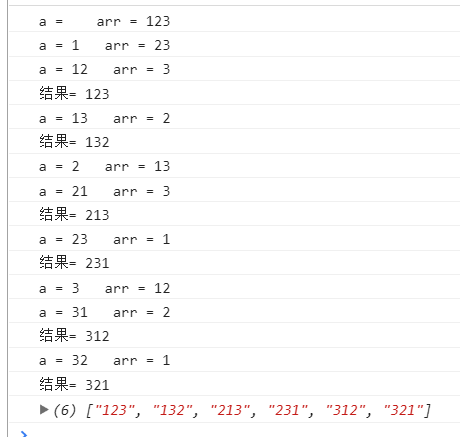 a =    arr = 123
a = 1   arr = 23
a = 12   arr = 3
结果= 123
a = 13   arr = 2
结果= 132
a = 2   arr = 13
a = 21   arr = 3
结果= 213
a = 23   arr = 1
结果= 231
a = 3   arr = 12
a = 31   arr = 2
结果= 312
a = 32   arr = 1
结果= 321
(6) ["123", "132", "213", "231", "312", "321"]